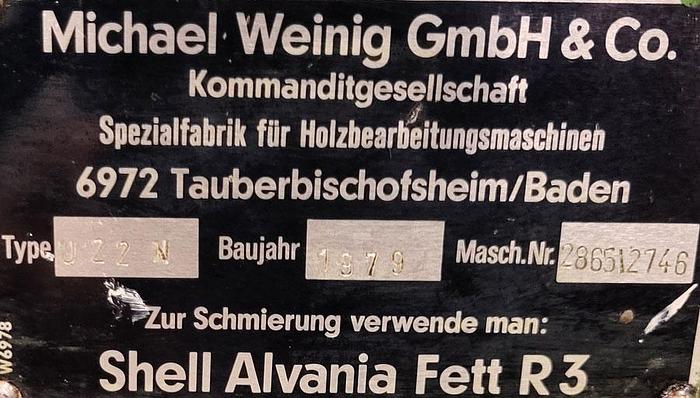 Michael Weinig GmbH & Co.
Kommanditgesellschaft
Spezialfabrik für Holzbearbeitungsmaschinen
6972 Tauberbischofsheim/Baden
Type U22N Baujahr 1979 Masch.Nr. 286512746
Zur Schmierung verwende man:
Shell Alvania Fett R3
W6978